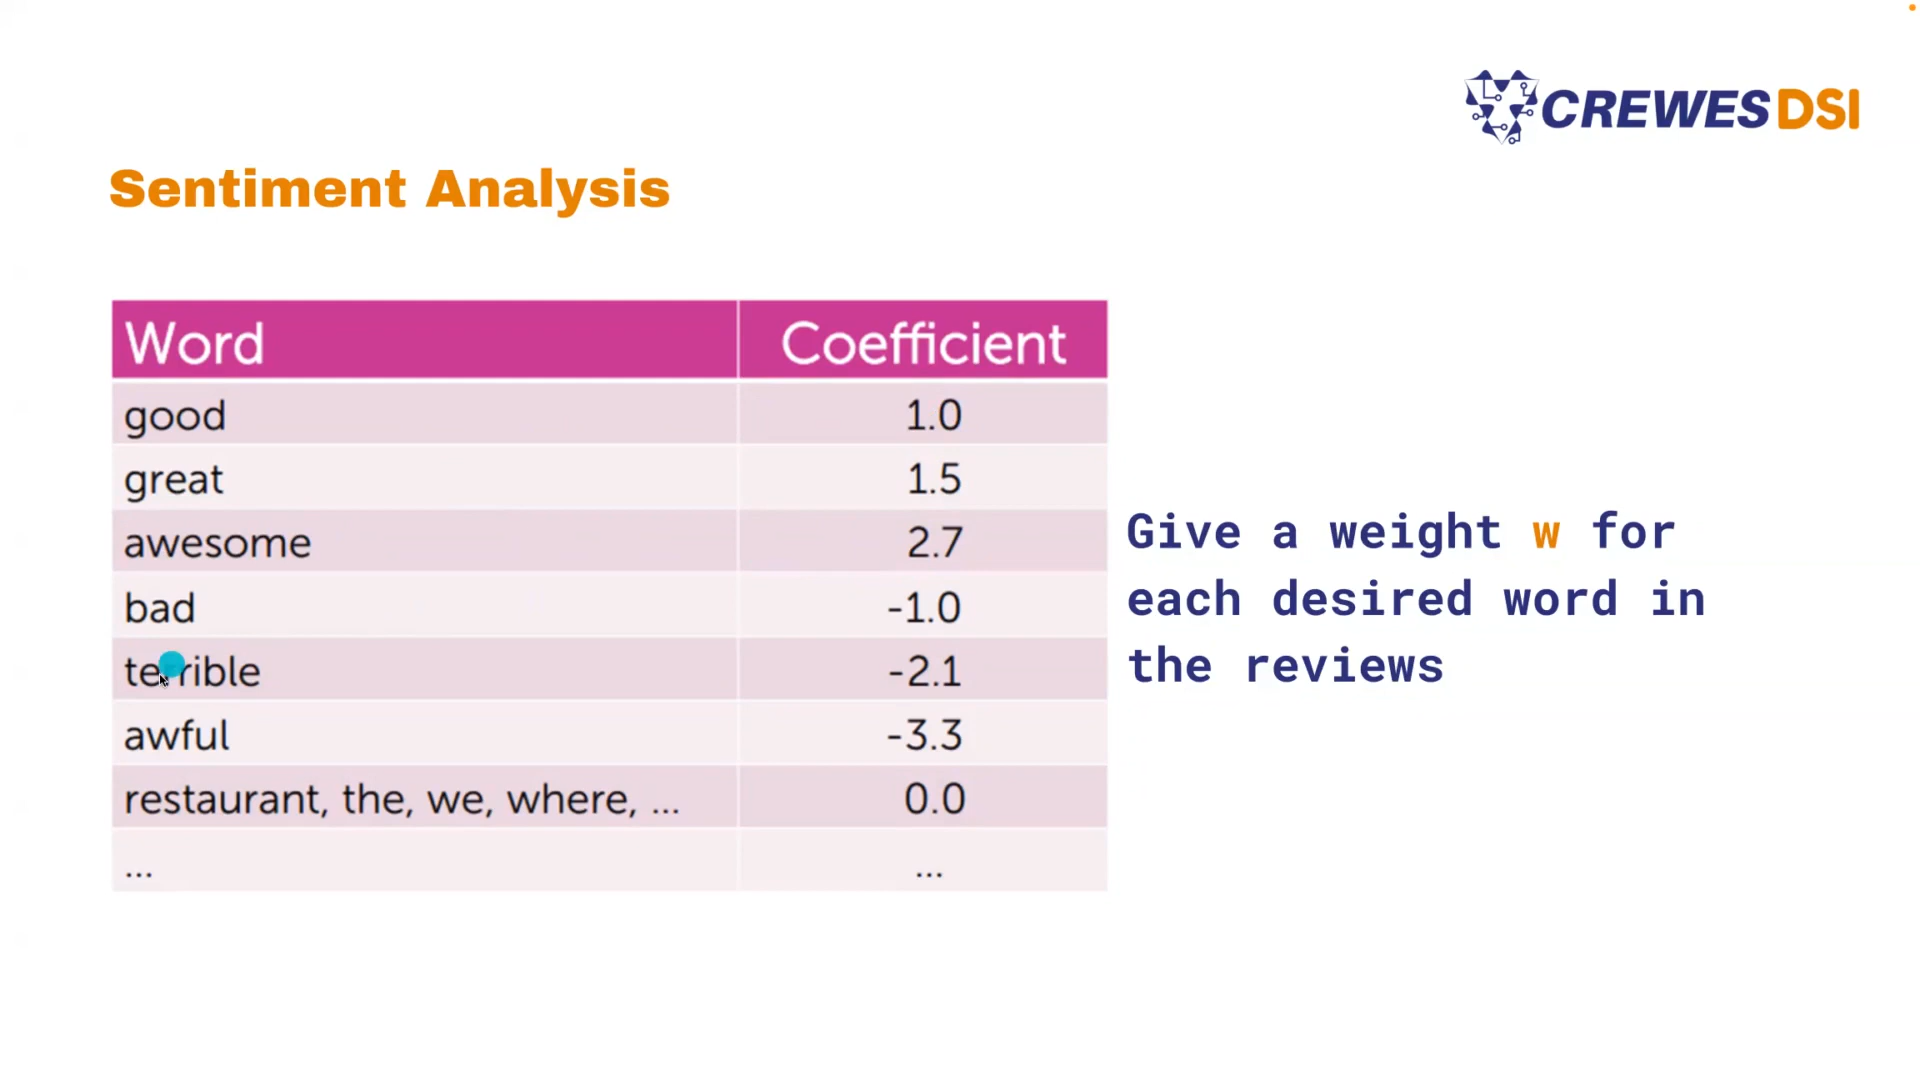 CREWES DSI
Sentiment Analysis
Word Coefficient
good 1.0
great 1.5
awesome 2.7
bad -1.0
terrible -2.1
awful -3.3
restaurant, the, we, where, ... 0.0
... ...
Give a weight w for
each desired word in
the reviews